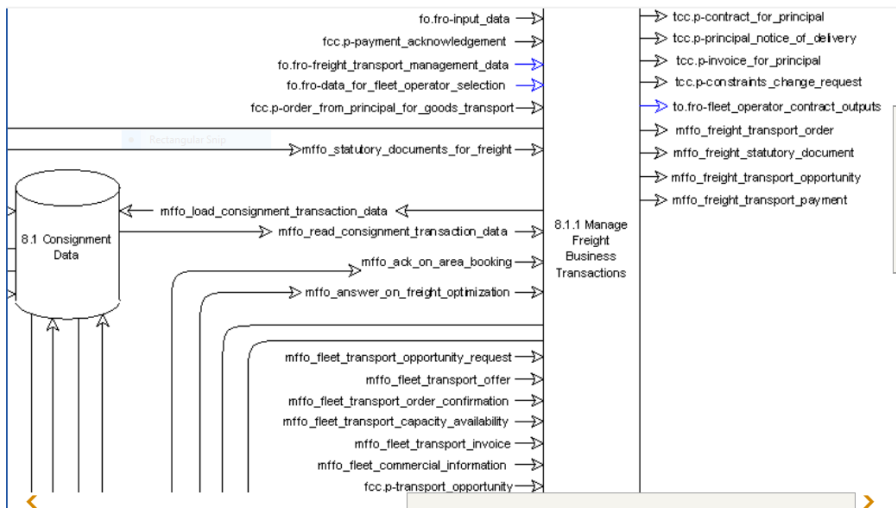 fo.fro-input_data
fcc.p-payment_acknowledgement
fo.fro-freight_transport_management_data
fo.fro-data_for_fleet_operator_selection
fcc.p-order_from_principal_for_goods_transport
Rectangular Snip
mffo_statutory_documents_for_freight
mffo_load_consignment_transaction_data
mffo_read_consignment_transaction_data
mffo_ack_on_area_booking
mffo_answer_on_freight_optimization
mffo_fleet_transport_opportunity_request
mffo_fleet_transport_offer
mffo_fleet_transport_order_confirmation
mffo_fleet_transport_capacity_availability
mffo_fleet_transport_invoice
mffo_fleet_commercial_information
fcc.p-transport_opportunity
8.1 Consignment
Data
8.1.1 Manage
Freight
Business
Transactions
tcc.p-contract_for_principal
tcc.p-principal_notice_of_delivery
tcc.p-invoice_for_principal
tcc.p-constraints_change_request
to.fro-fleet_operator_contract_outputs
mffo_freight_transport_order
mffo_freight_statutory_document
mffo_freight_transport_opportunity
mffo_freight_transport_payment